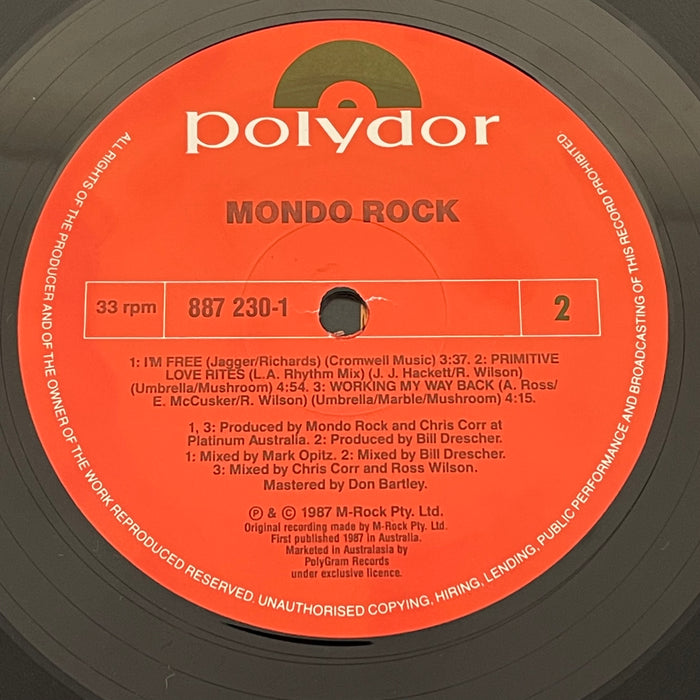 polydor
MONDO ROCK
33 rpm
887 230-1
2
1: I'M FREE (Jagger/Richards) (Cromwell Music) 3:37. 2: PRIMITIVE
LOVE RITES (L.A. Rhythm Mix) (J. J. Hackett/R. Wilson)
(Umbrella/Mushroom) 4:54. 3: WORKING MY WAY BACK (A. Ross/
E. McCusker/R. Wilson) (Umbrella/Marble/Mushroom) 4:15.
1, 3: Produced by Mondo Rock and Chris Corr at
Platinum Australia. 2: Produced by Bill Drescher.
1: Mixed by Mark Opitz. 2: Mixed by Bill Drescher.
3: Mixed by Chris Corr and Ross Wilson.
Mastered by Don Bartley.
℗ & © 1987 M-Rock Pty. Ltd.
Original recording made by M-Rock Pty. Ltd.
First published 1987 in Australia.
Marketed in Australasia by
PolyGram Records
under exclusive licence.
ALL RIGHTS OF THE PRODUCER AND OF THE OWNER OF THE WORK REPRODUCED RESERVED. UNAUTHORISED COPYING, HIRING, LENDING, PUBLIC PERFORMANCE AND BROADCASTING OF THIS RECORD PROHIBITED